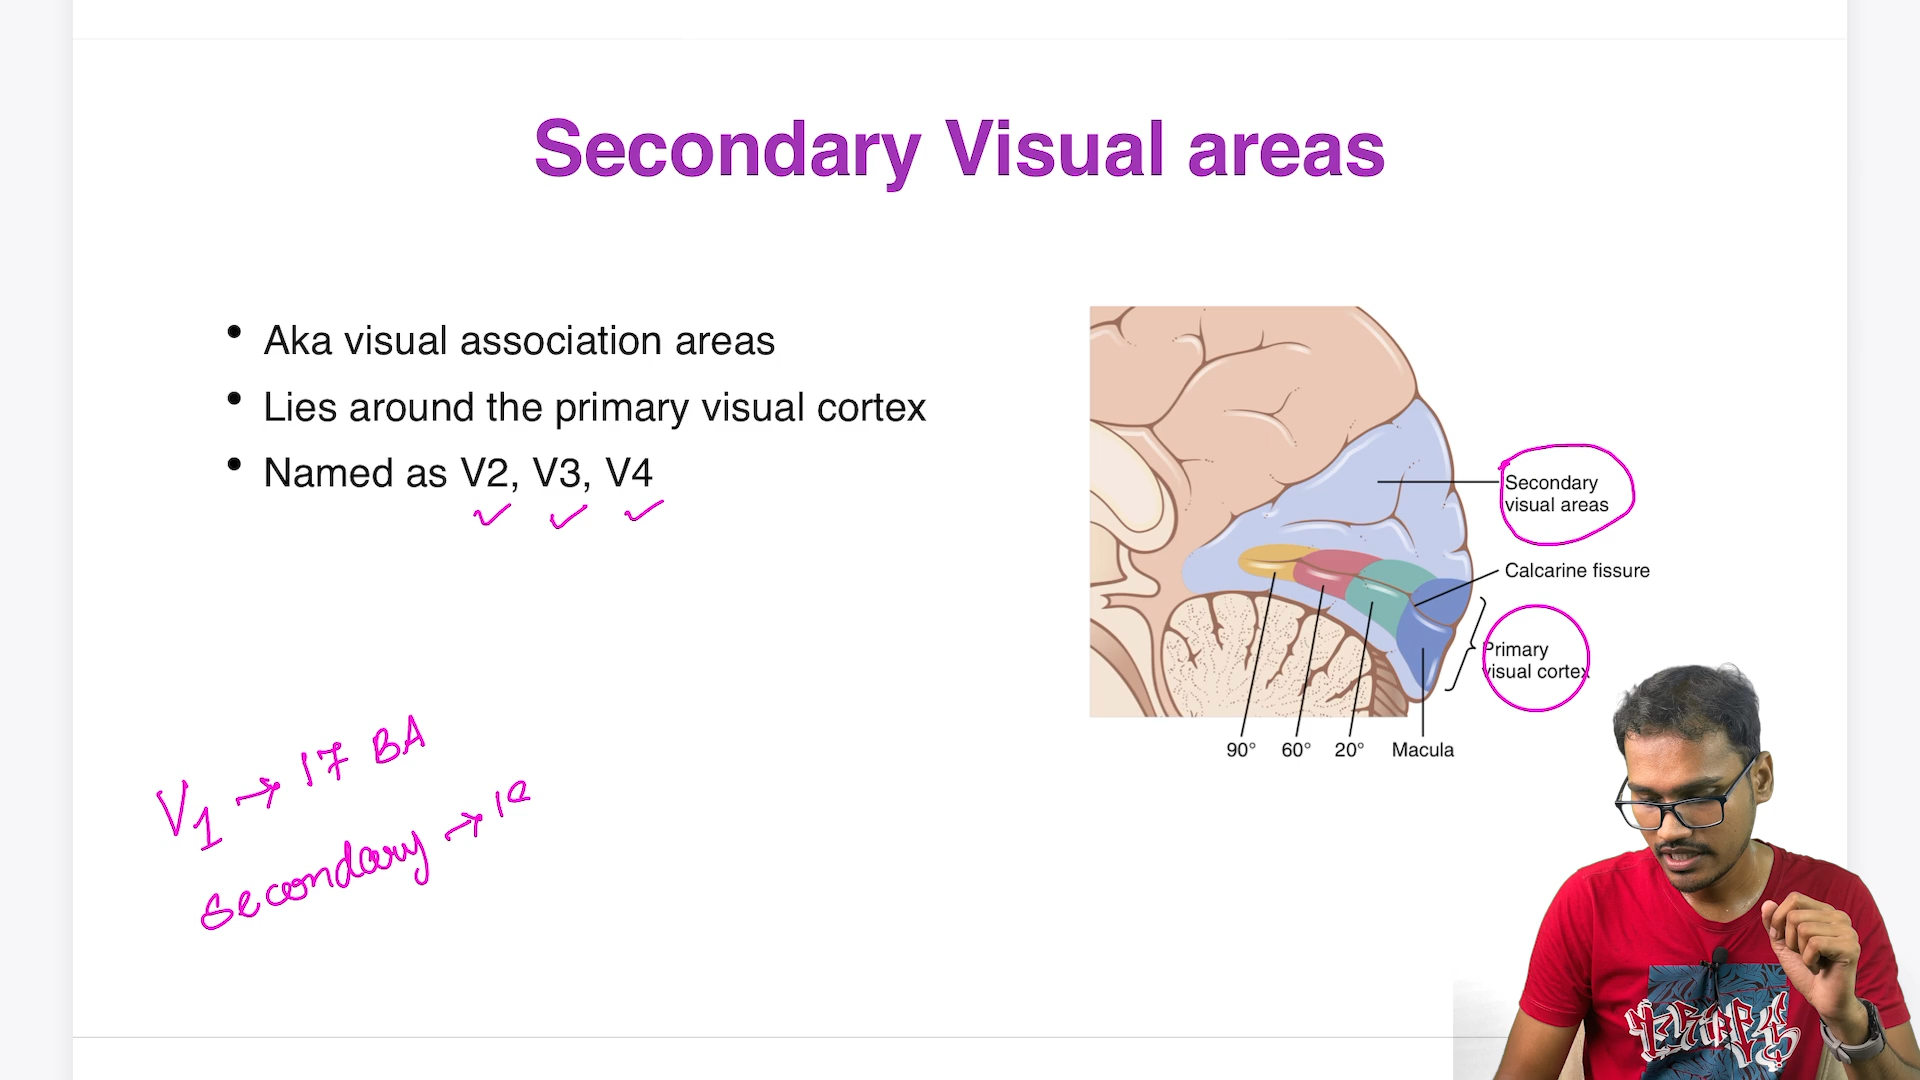 Secondary Visual areas
• Aka visual association areas
• Lies around the primary visual cortex
• Named as V2, V3, V4
Secondary
visual areas
Calcarine fissure
Primary
visual cortex
90° 60° 20° Macula
V1 → 17 BA
Secondary →